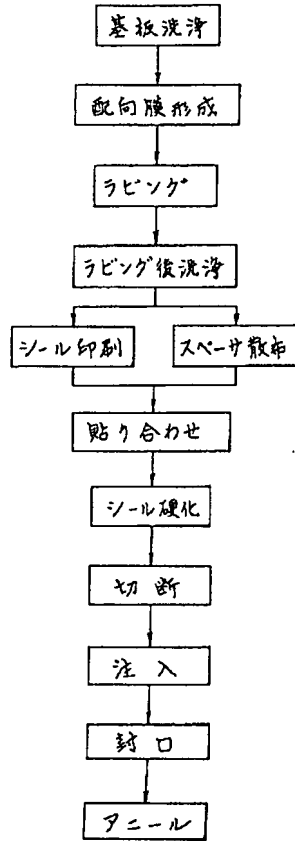 基板洗浄
配向膜形成
ラビング
ラビング後洗浄
シール印刷
スペーサ散布
貼り合わせ
シール硬化
切断
注入
封口
アニール